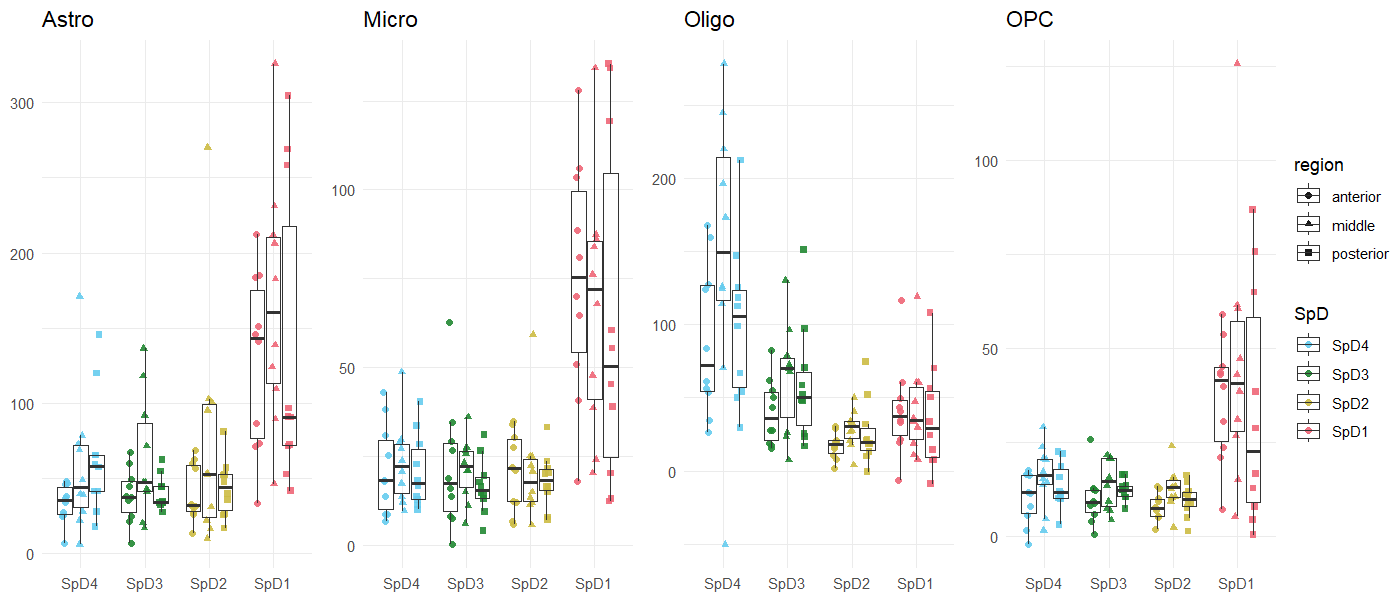 Astro
Micro
Oligo
OPC
300
200
100
0
100
50
0
200
100
0
100
50
0
SpD4
SpD3
SpD2
SpD1
SpD4
SpD3
SpD2
SpD1
SpD4
SpD3
SpD2
SpD1
SpD4
SpD3
SpD2
SpD1
region
anterior
middle
posterior
SpD
SpD4
SpD3
SpD2
SpD1